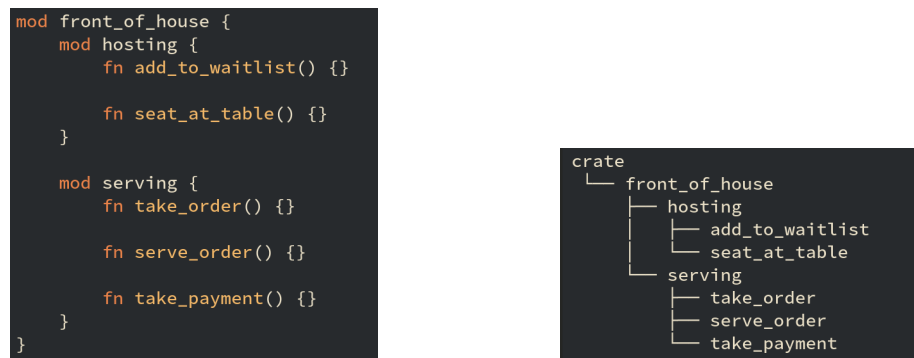 mod front_of_house {
    mod hosting {
        fn add_to_waitlist() {}

        fn seat_at_table() {}
    }

    mod serving {
        fn take_order() {}

        fn serve_order() {}

        fn take_payment() {}
    }
}
crate
 └── front_of_house
     ├── hosting
     │   ├── add_to_waitlist
     │   └── seat_at_table
     └── serving
         ├── take_order
         ├── serve_order
         └── take_payment